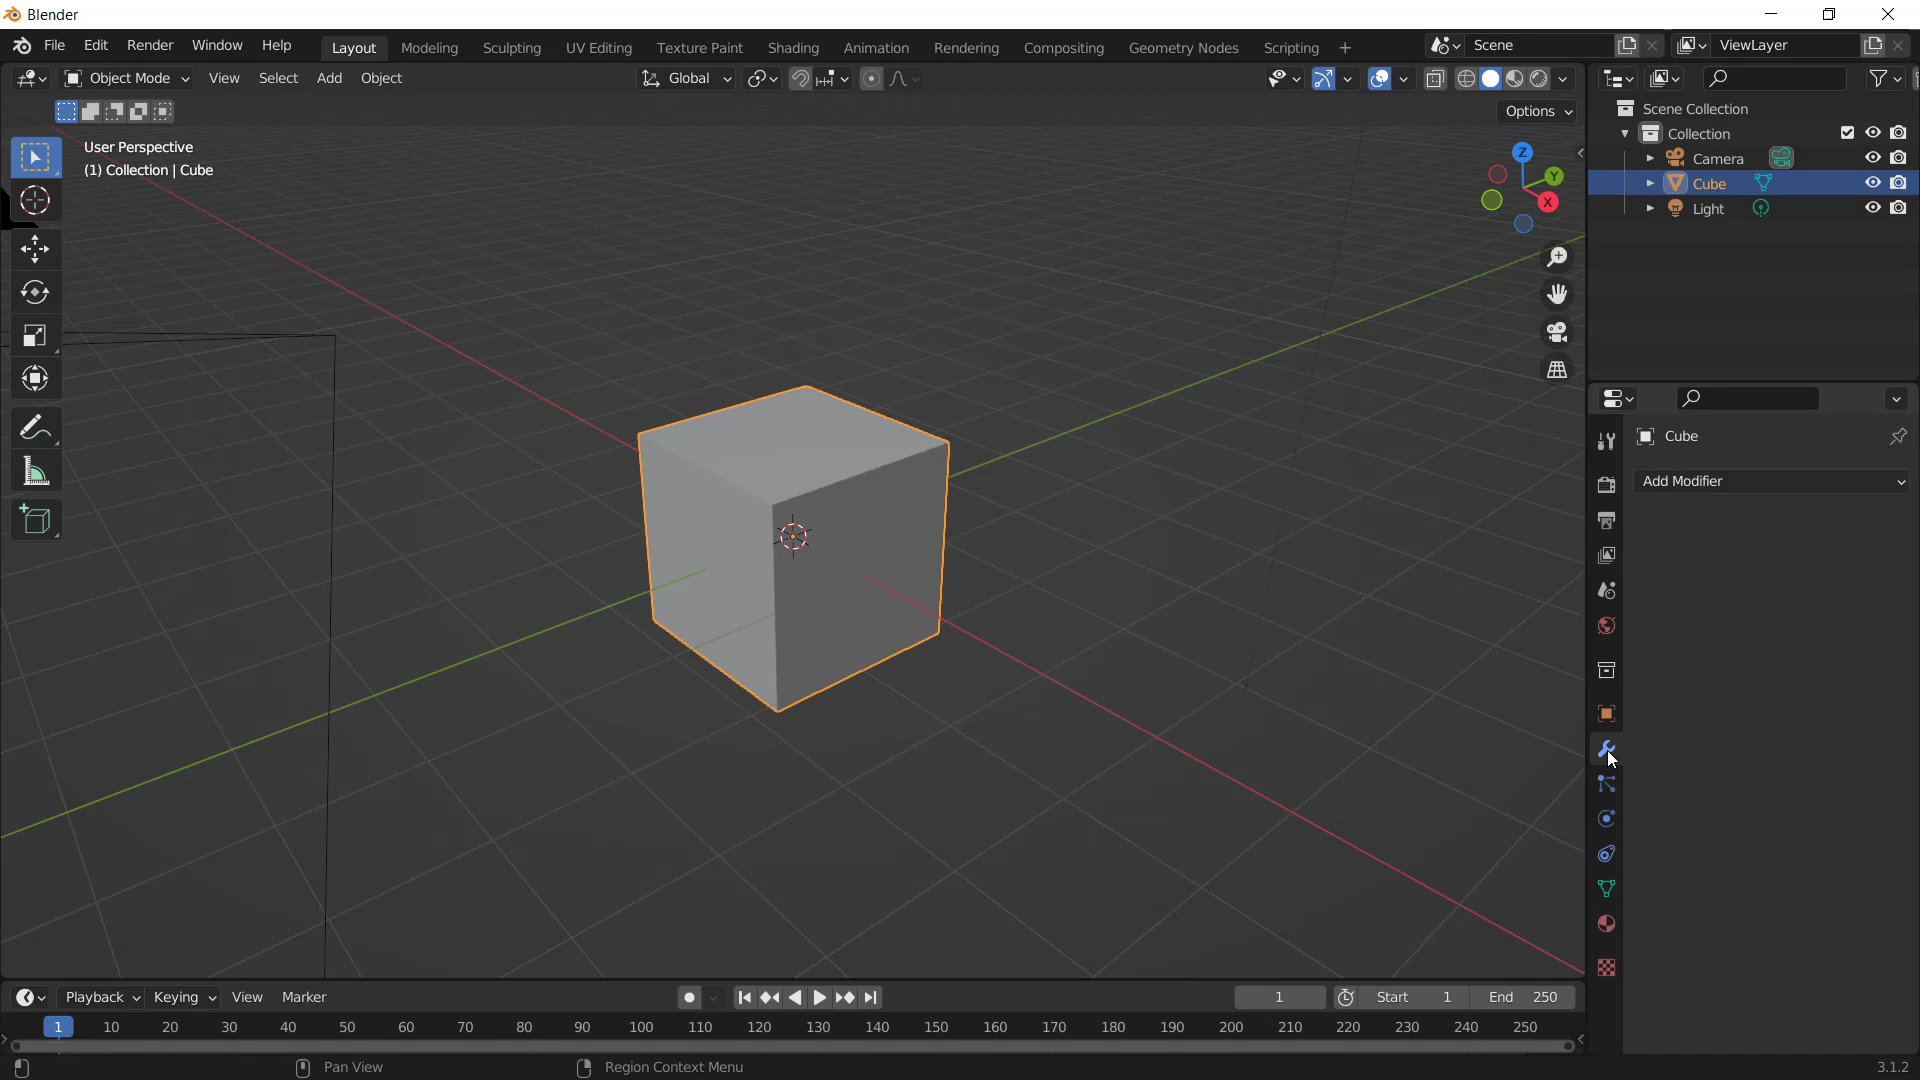 Blender
File Edit Render Window Help Layout Modeling Sculpting UV Editing Texture Paint Shading Animation Rendering Compositing Geometry Nodes Scripting + Scene ViewLayer
Object Mode View Select Add Object Global
Options
User Perspective
(1) Collection | Cube
Z
Y
X
Scene Collection
Collection
Camera
Cube
Light
Cube
Add Modifier
Playback Keying View Marker 1 Start 1 End 250
1 10 20 30 40 50 60 70 80 90 100 110 120 130 140 150 160 170 180 190 200 210 220 230 240 250
Pan View Region Context Menu 3.1.2